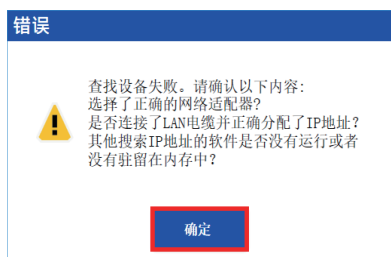 错误
查找设备失败。请确认以下内容:
选择了正确的网络适配器?
是否连接了LAN电缆并正确分配了IP地址?
其他搜索IP地址的软件是否没有运行或者
没有驻留在内存中?
确定